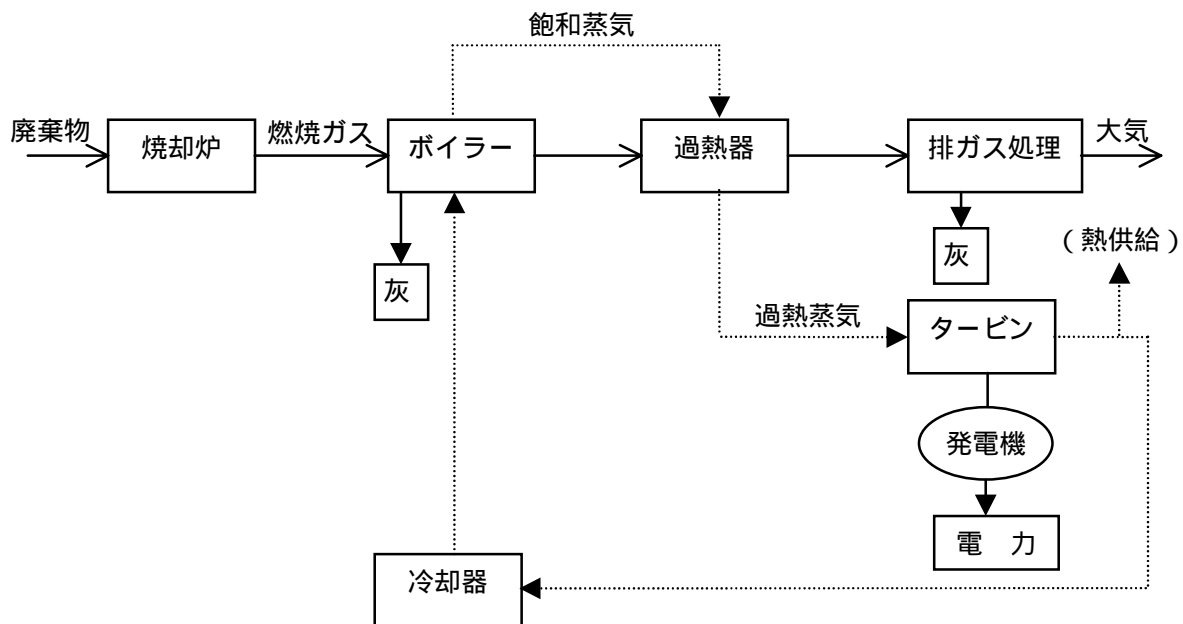 飽和蒸気
廃棄物
焼却炉
燃焼ガス
ボイラー
過熱器
排ガス処理
大気
灰
灰
(熱供給)
過熱蒸気
タービン
発電機
電 力
冷却器